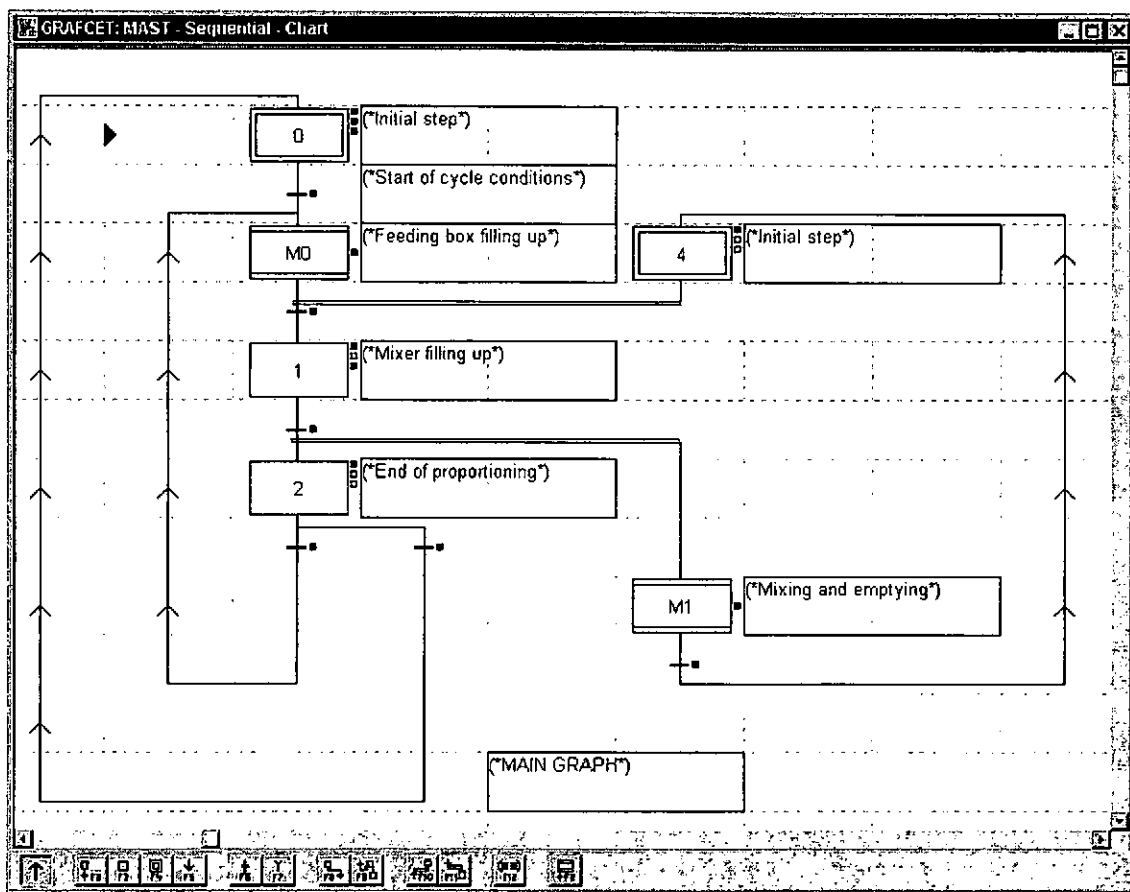 GRAFCET: MAST - Sequential - Chart
0
(*Initial step*)
(*Start of cycle conditions*)
M0
(*Feeding box filling up*)
4
(*Initial step*)
1
(*Mixer filling up*)
2
(*End of proportioning*)
M1
(*Mixing and emptying*)
(*MAIN GRAPH*)